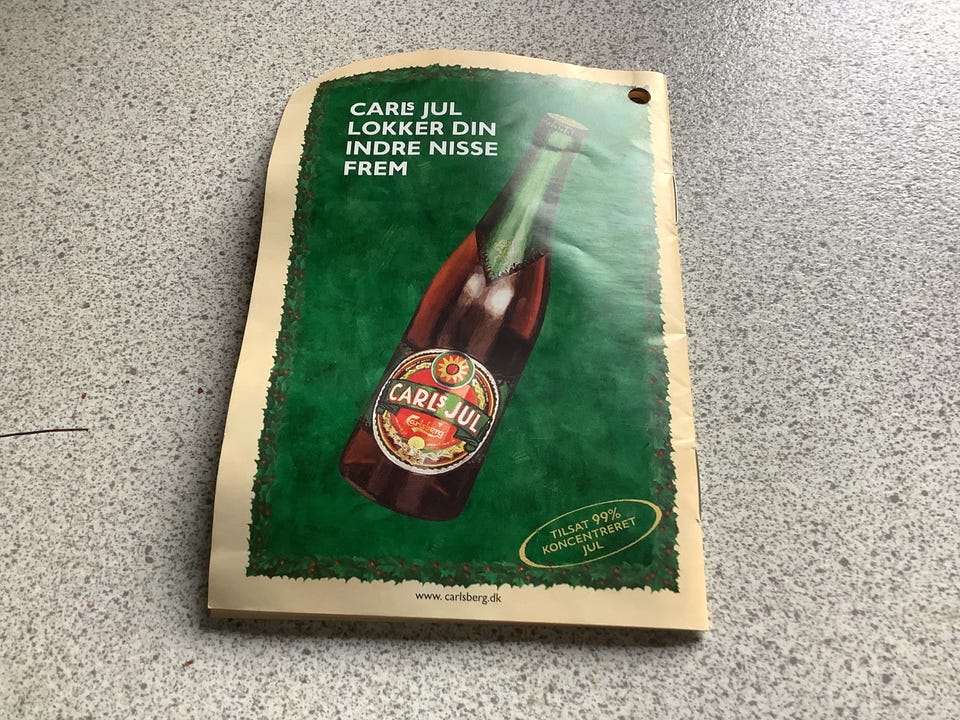 CARLS JUL
LOKKER DIN
INDRE NISSE
FREM
CARLS JUL
Carlsberg
TILSAT 99%
KONCENTRERET
JUL
www. carlsberg.dk